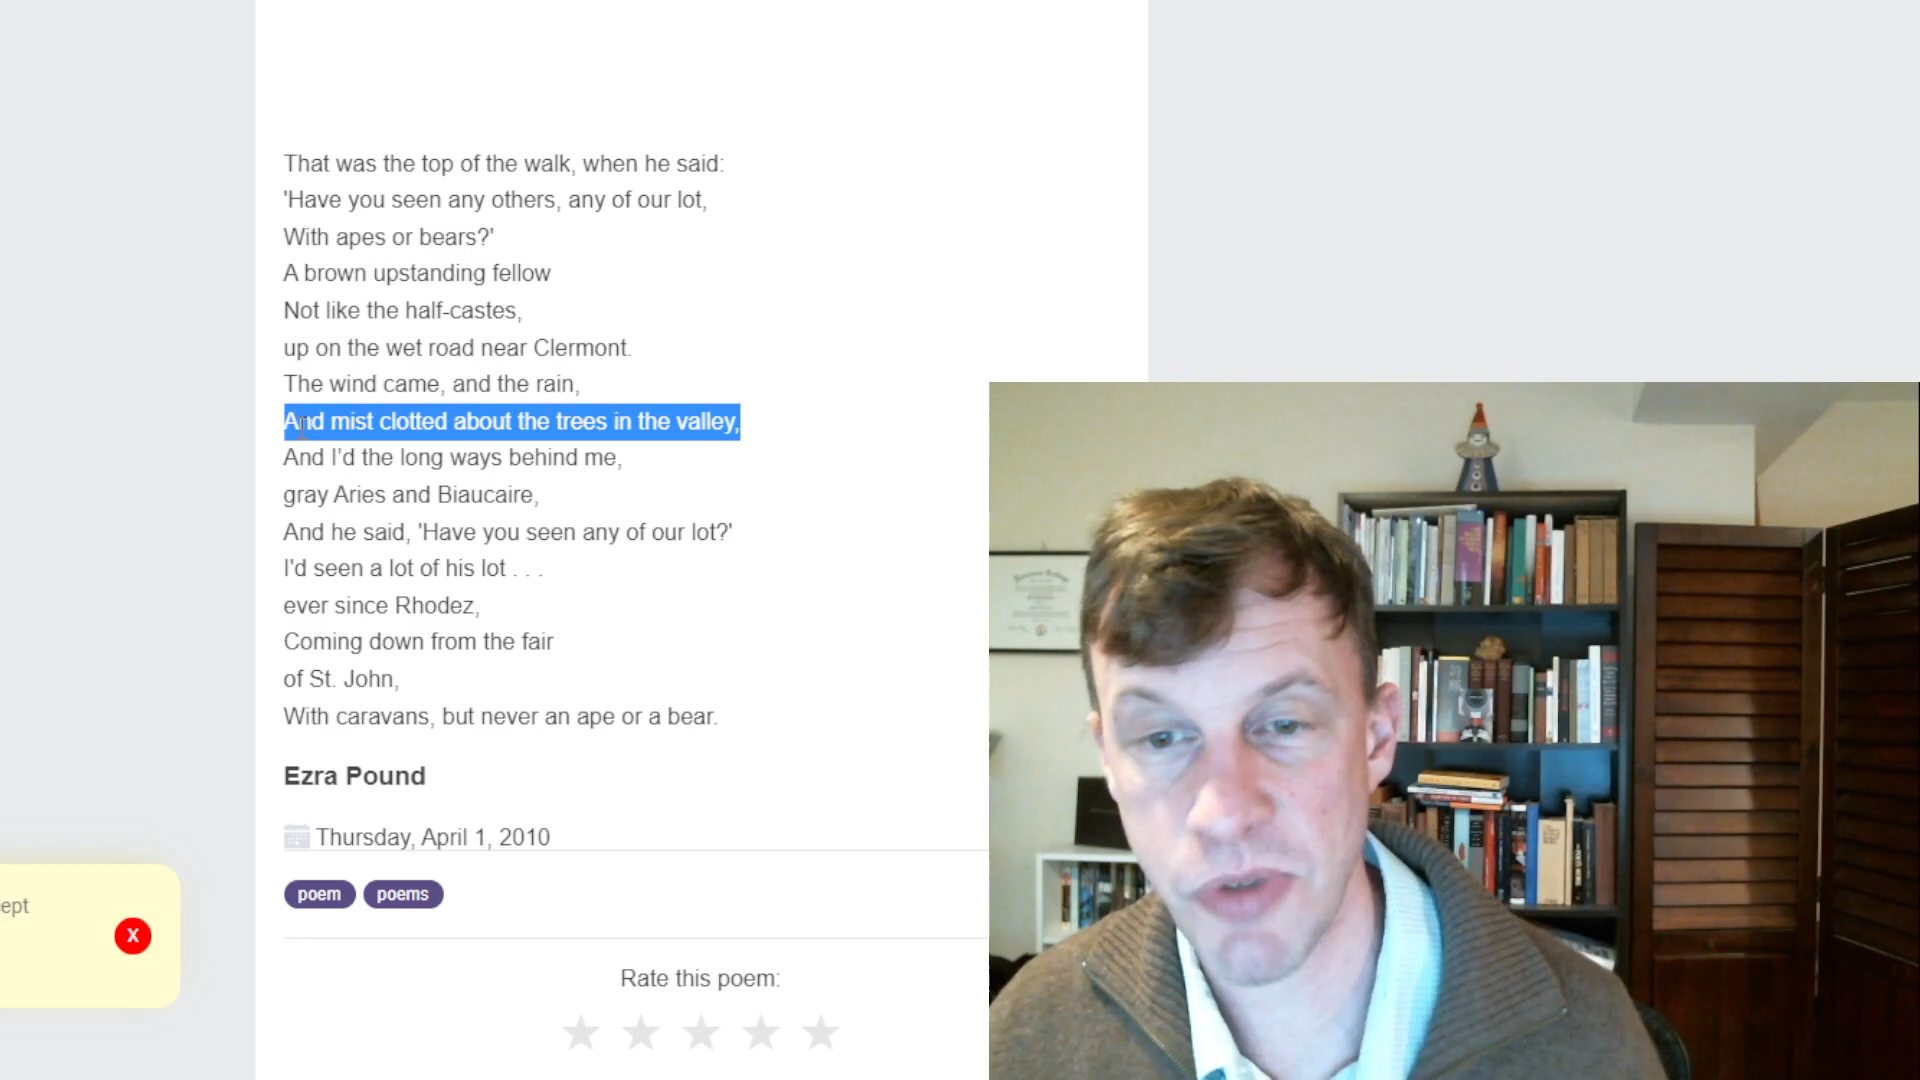 That was the top of the walk, when he said:
'Have you seen any others, any of our lot,
With apes or bears?'
A brown upstanding fellow
Not like the half-castes,
up on the wet road near Clermont.
The wind came, and the rain,
And mist clotted about the trees in the valley,
And I'd the long ways behind me,
gray Aries and Biaucaire,
And he said, 'Have you seen any of our lot?'
I'd seen a lot of his lot . . .
ever since Rhodez,
Coming down from the fair
of St. John,
With caravans, but never an ape or a bear.
Ezra Pound
Thursday, April 1, 2010
poem poems
ept
X
Rate this poem: